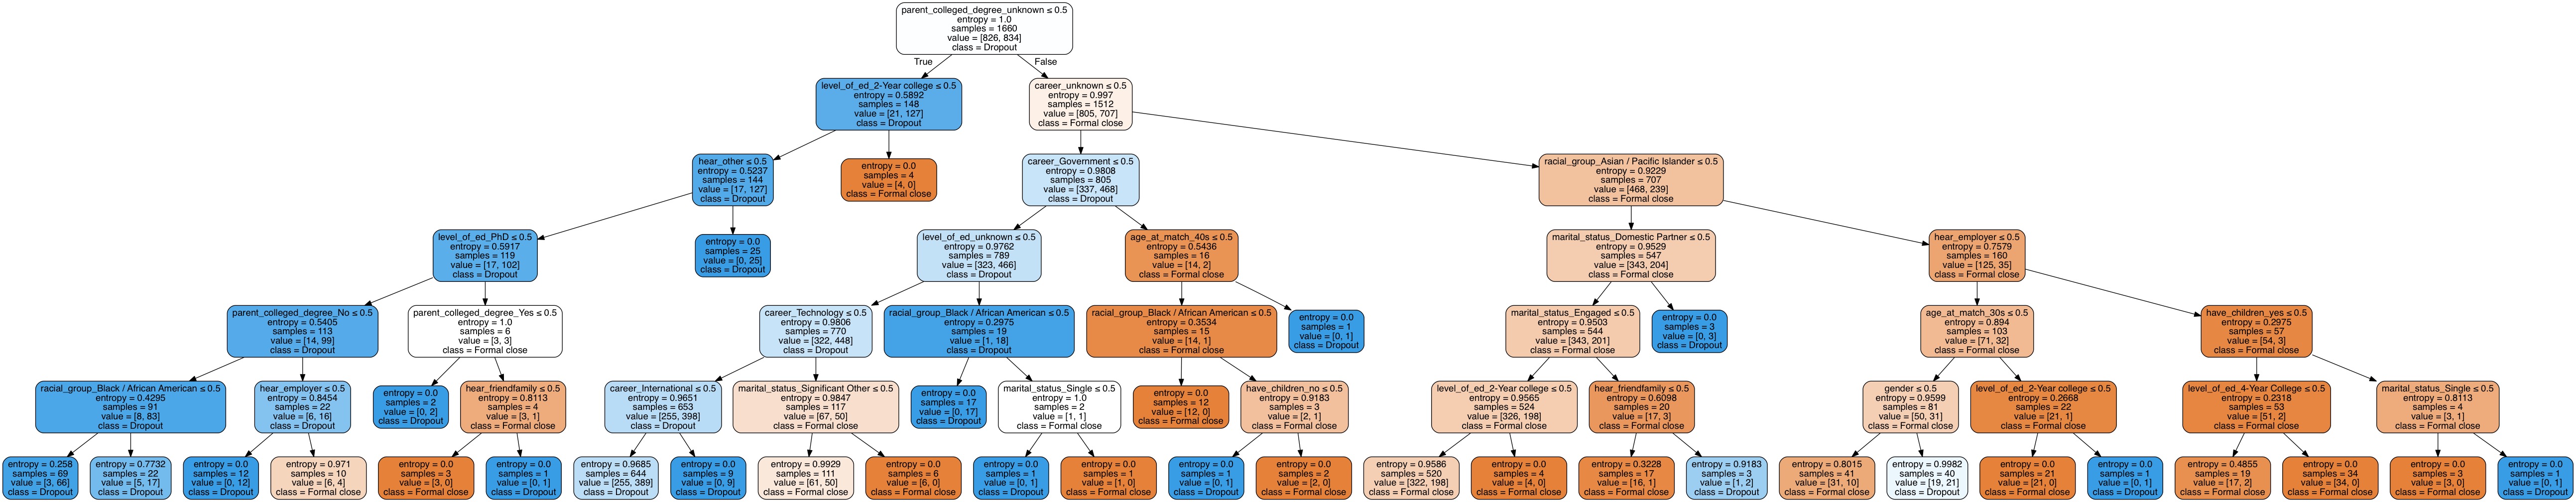 parent_colleged_degree_unknown ≤ 0.5
entropy = 1.0
samples = 1660
value = [826, 834]
class = Dropout
True
False
level_of_ed_2-Year college ≤ 0.5
entropy = 0.5892
samples = 148
value = [21, 127]
class = Dropout
career_unknown ≤ 0.5
entropy = 0.997
samples = 1512
value = [805, 707]
class = Formal close
hear_other ≤ 0.5
entropy = 0.5237
samples = 144
value = [17, 127]
class = Dropout
entropy = 0.0
samples = 4
value = [4, 0]
class = Formal close
career_Government ≤ 0.5
entropy = 0.9808
samples = 805
value = [337, 468]
class = Dropout
racial_group_Asian / Pacific Islander ≤ 0.5
entropy = 0.9229
samples = 707
value = [468, 239]
class = Formal close
level_of_ed_PhD ≤ 0.5
entropy = 0.5917
samples = 119
value = [17, 102]
class = Dropout
entropy = 0.0
samples = 25
value = [0, 25]
class = Dropout
level_of_ed_unknown ≤ 0.5
entropy = 0.9762
samples = 789
value = [323, 466]
class = Dropout
age_at_match_40s ≤ 0.5
entropy = 0.5436
samples = 16
value = [14, 2]
class = Formal close
marital_status_Domestic Partner ≤ 0.5
entropy = 0.9529
samples = 547
value = [343, 204]
class = Formal close
hear_employer ≤ 0.5
entropy = 0.7579
samples = 160
value = [125, 35]
class = Formal close
parent_colleged_degree_No ≤ 0.5
entropy = 0.5405
samples = 113
value = [14, 99]
class = Dropout
parent_colleged_degree_Yes ≤ 0.5
entropy = 1.0
samples = 6
value = [3, 3]
class = Formal close
career_Technology ≤ 0.5
entropy = 0.9806
samples = 770
value = [322, 448]
class = Dropout
racial_group_Black / African American ≤ 0.5
entropy = 0.2975
samples = 19
value = [1, 18]
class = Dropout
racial_group_Black / African American ≤ 0.5
entropy = 0.3534
samples = 15
value = [14, 1]
class = Formal close
entropy = 0.0
samples = 1
value = [0, 1]
class = Dropout
marital_status_Engaged ≤ 0.5
entropy = 0.9503
samples = 544
value = [343, 201]
class = Formal close
entropy = 0.0
samples = 3
value = [0, 3]
class = Dropout
age_at_match_30s ≤ 0.5
entropy = 0.894
samples = 103
value = [71, 32]
class = Formal close
have_children_yes ≤ 0.5
entropy = 0.2975
samples = 57
value = [54, 3]
class = Formal close
racial_group_Black / African American ≤ 0.5
entropy = 0.4295
samples = 91
value = [8, 83]
class = Dropout
hear_employer ≤ 0.5
entropy = 0.8454
samples = 22
value = [6, 16]
class = Dropout
entropy = 0.0
samples = 2
value = [0, 2]
class = Dropout
hear_friendfamily ≤ 0.5
entropy = 0.8113
samples = 4
value = [3, 1]
class = Formal close
career_International ≤ 0.5
entropy = 0.9651
samples = 653
value = [255, 398]
class = Dropout
marital_status_Significant Other ≤ 0.5
entropy = 0.9847
samples = 117
value = [67, 50]
class = Formal close
entropy = 0.0
samples = 17
value = [0, 17]
class = Dropout
marital_status_Single ≤ 0.5
entropy = 1.0
samples = 2
value = [1, 1]
class = Formal close
entropy = 0.0
samples = 12
value = [12, 0]
class = Formal close
have_children_no ≤ 0.5
entropy = 0.9183
samples = 3
value = [2, 1]
class = Formal close
level_of_ed_2-Year college ≤ 0.5
entropy = 0.9565
samples = 524
value = [326, 198]
class = Formal close
hear_friendfamily ≤ 0.5
entropy = 0.6098
samples = 20
value = [17, 3]
class = Formal close
gender ≤ 0.5
entropy = 0.9599
samples = 81
value = [50, 31]
class = Formal close
level_of_ed_2-Year college ≤ 0.5
entropy = 0.2668
samples = 22
value = [21, 1]
class = Formal close
level_of_ed_4-Year College ≤ 0.5
entropy = 0.2318
samples = 53
value = [51, 2]
class = Formal close
marital_status_Single ≤ 0.5
entropy = 0.8113
samples = 4
value = [3, 1]
class = Formal close
entropy = 0.258
samples = 69
value = [3, 66]
class = Dropout
entropy = 0.7732
samples = 22
value = [5, 17]
class = Dropout
entropy = 0.0
samples = 12
value = [0, 12]
class = Dropout
entropy = 0.971
samples = 10
value = [6, 4]
class = Formal close
entropy = 0.0
samples = 3
value = [3, 0]
class = Formal close
entropy = 0.0
samples = 1
value = [0, 1]
class = Dropout
entropy = 0.9685
samples = 644
value = [255, 389]
class = Dropout
entropy = 0.0
samples = 9
value = [0, 9]
class = Dropout
entropy = 0.9929
samples = 111
value = [61, 50]
class = Formal close
entropy = 0.0
samples = 6
value = [6, 0]
class = Formal close
entropy = 0.0
samples = 1
value = [0, 1]
class = Dropout
entropy = 0.0
samples = 1
value = [1, 0]
class = Formal close
entropy = 0.0
samples = 1
value = [0, 1]
class = Dropout
entropy = 0.0
samples = 2
value = [2, 0]
class = Formal close
entropy = 0.9586
samples = 520
value = [322, 198]
class = Formal close
entropy = 0.0
samples = 4
value = [4, 0]
class = Formal close
entropy = 0.3228
samples = 17
value = [16, 1]
class = Formal close
entropy = 0.9183
samples = 3
value = [1, 2]
class = Dropout
entropy = 0.8015
samples = 41
value = [31, 10]
class = Formal close
entropy = 0.9982
samples = 40
value = [19, 21]
class = Dropout
entropy = 0.0
samples = 21
value = [21, 0]
class = Formal close
entropy = 0.0
samples = 1
value = [0, 1]
class = Dropout
entropy = 0.4855
samples = 19
value = [17, 2]
class = Formal close
entropy = 0.0
samples = 34
value = [34, 0]
class = Formal close
entropy = 0.0
samples = 3
value = [3, 0]
class = Formal close
entropy = 0.0
samples = 1
value = [0, 1]
class = Dropout